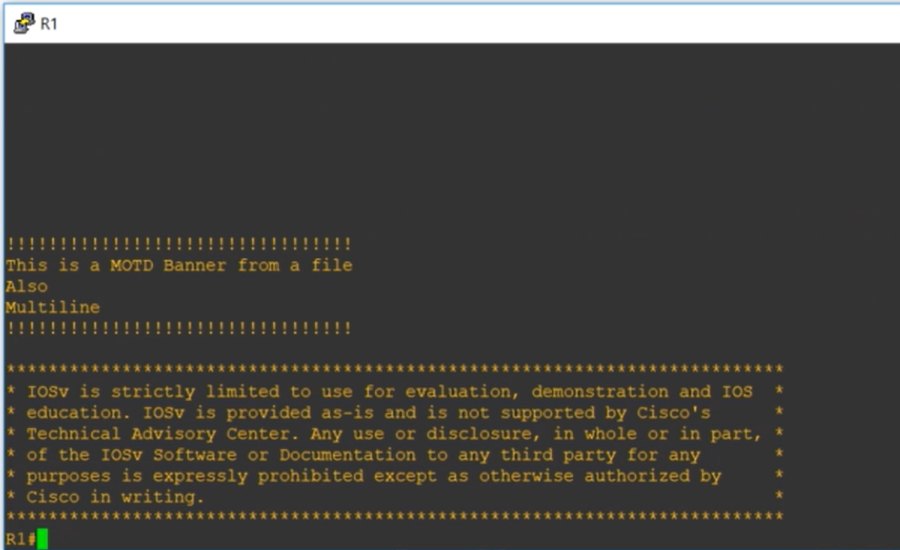 R1
!!!!!!!!!!!!!!!!!!!!!!!!!!!!!!!!!
This is a MOTD Banner from a file
Also
Multiline
!!!!!!!!!!!!!!!!!!!!!!!!!!!!!!!!!
**************************************************************************
* IOSv is strictly limited to use for evaluation, demonstration and IOS  *
* education. IOSv is provided as-is and is not supported by Cisco's      *
* Technical Advisory Center. Any use or disclosure, in whole or in part, *
* of the IOSv Software or Documentation to any third party for any       *
* purposes is expressly prohibited except as otherwise authorized by     *
* Cisco in writing.                                                      *
**************************************************************************
R1#